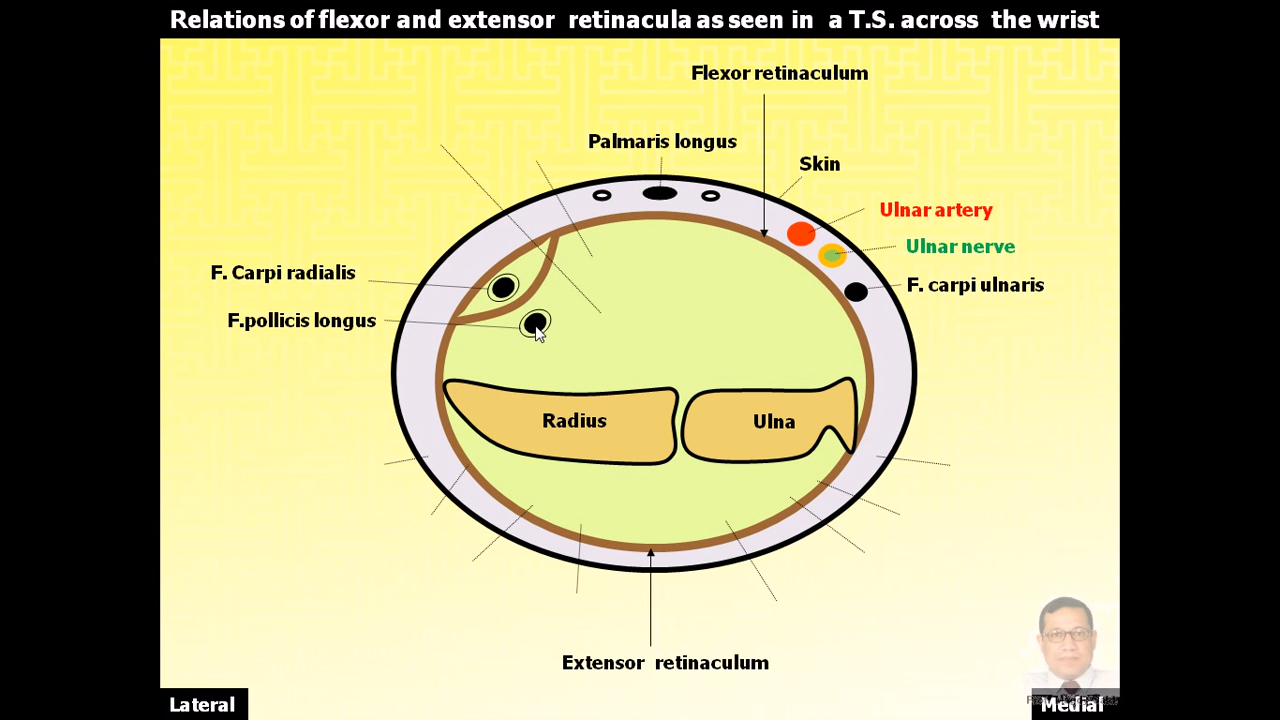 Relations of flexor and extensor retinacula as seen in a T.S. across the wrist
Flexor retinaculum
Palmaris longus
Skin
Ulnar artery
Ulnar nerve
F. Carpi radialis
F. carpi ulnaris
F.pollicis longus
Radius
Ulna
Extensor retinaculum
Lateral
Medial